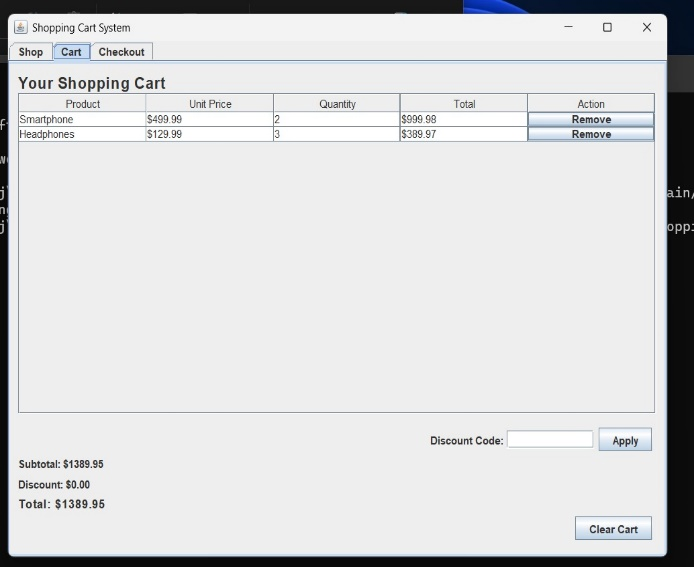 Shopping Cart System
Shop Cart Checkout
Your Shopping Cart
Product Unit Price Quantity Total Action
Smartphone $499.99 2 $999.98 Remove
Headphones $129.99 3 $389.97 Remove
ain/
oppi
Discount Code: Apply
Subtotal: $1389.95
Discount: $0.00
Total: $1389.95
Clear Cart